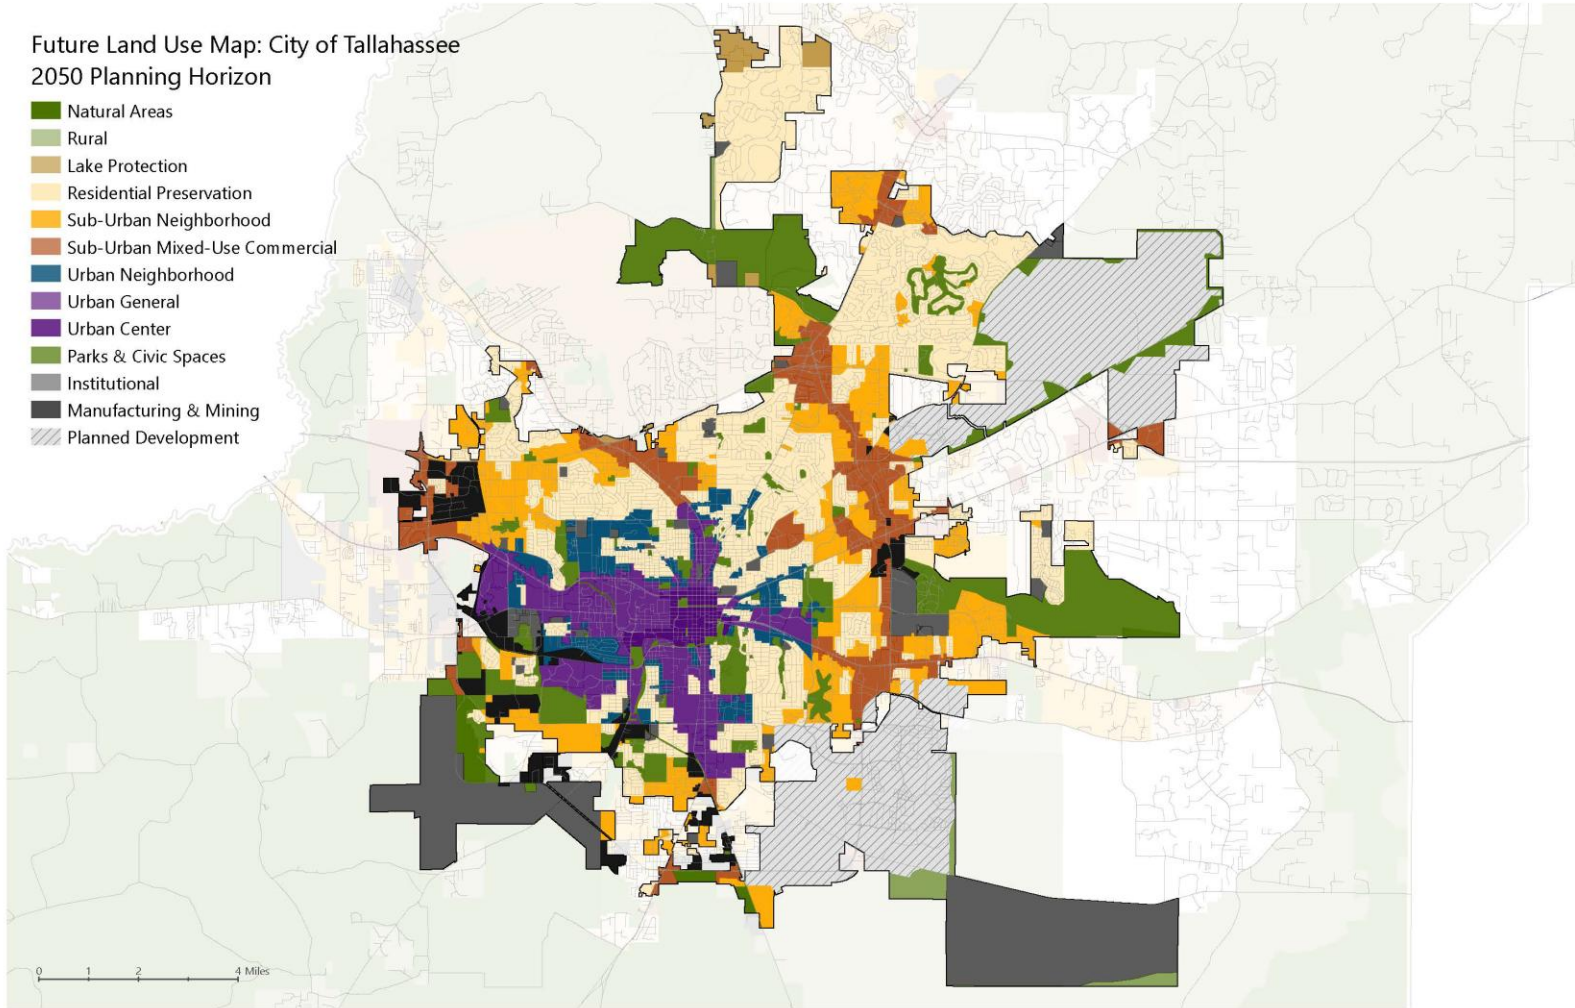 Future Land Use Map: City of Tallahassee
2050 Planning Horizon
Natural Areas
Rural
Lake Protection
Residential Preservation
Sub-Urban Neighborhood
Sub-Urban Mixed-Use Commercial
Urban Neighborhood
Urban General
Urban Center
Parks & Civic Spaces
Institutional
Manufacturing & Mining
Planned Development
0 1 2 4 Miles